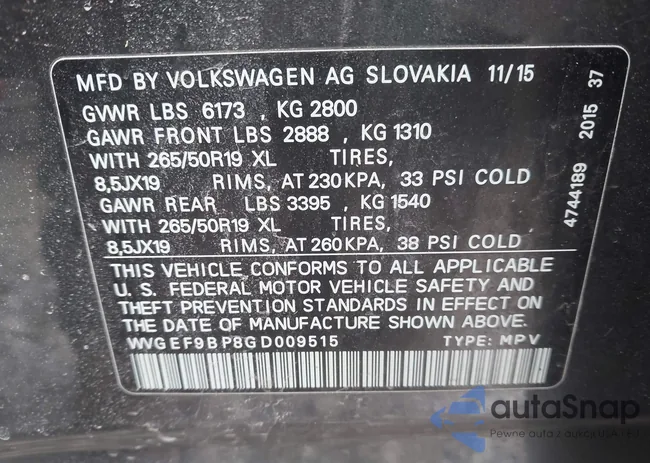 MFD BY VOLKSWAGEN AG SLOVAKIA 11/15
GVWR LBS 6173 , KG 2800
GAWR FRONT LBS 2888 , KG 1310
WITH 265/50R19 XL TIRES,
8,5JX19 RIMS, AT 230 KPA, 33 PSI COLD
GAWR REAR LBS 3395 , KG 1540
WITH 265/50R19 XL TIRES,
8,5JX19 RIMS, AT 260 KPA, 38 PSI COLD
THIS VEHICLE CONFORMS TO ALL APPLICABLE
U. S. FEDERAL MOTOR VEHICLE SAFETY AND
THEFT PREVENTION STANDARDS IN EFFECT ON
THE DATE OF MANUFACTURE SHOWN ABOVE.
WVGEF9BP8GD009515 TYPE: MPV
4744189 2015 37
autaSnap
Pewne auta z aukcji USA